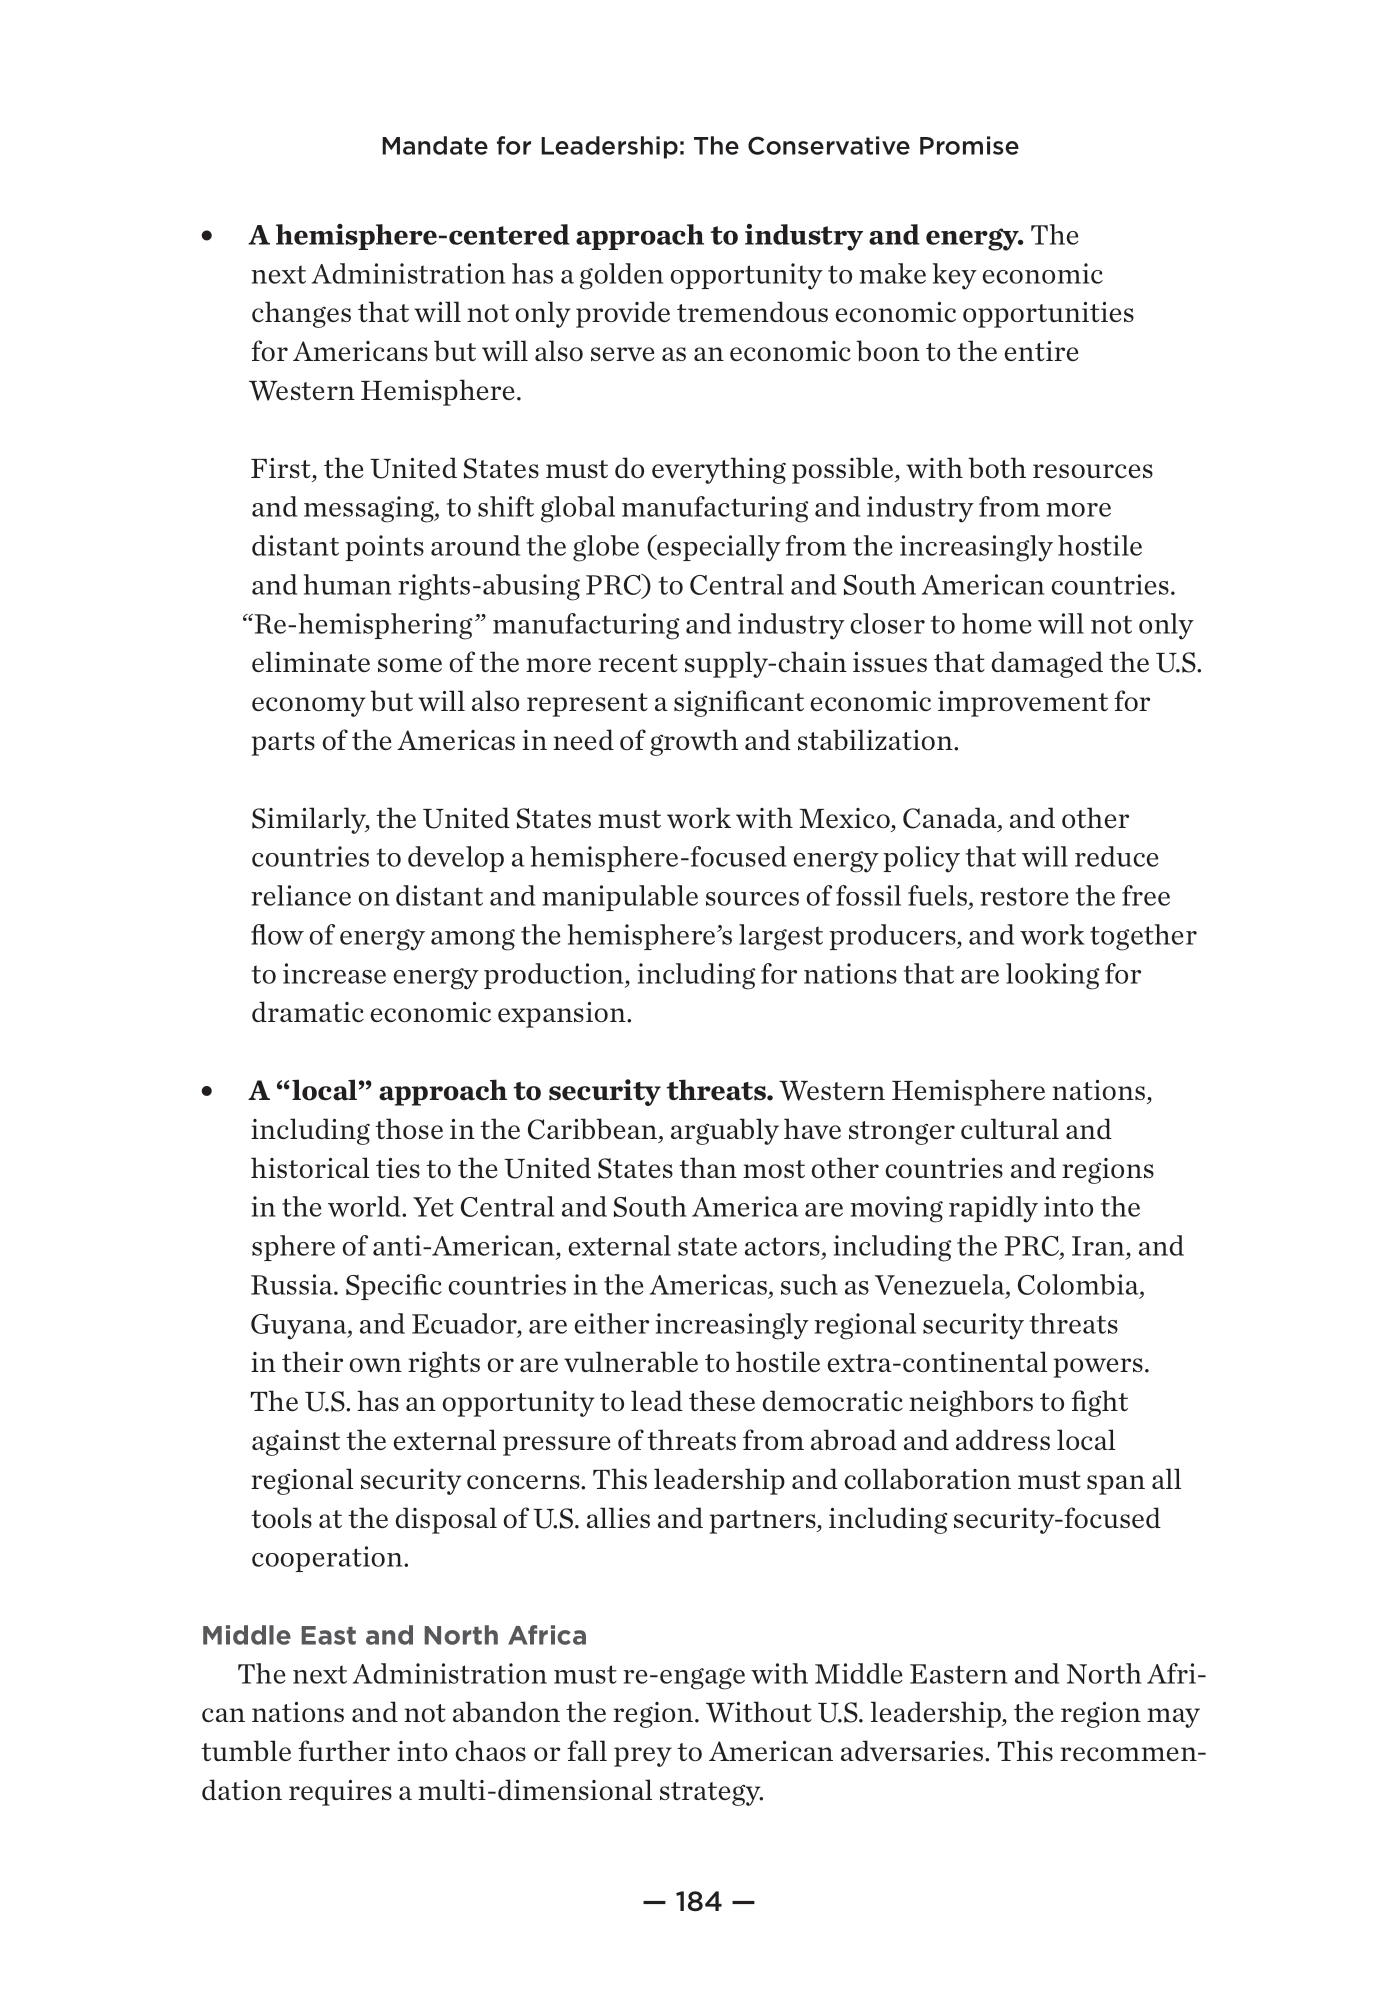 Mandate for Leadership: The Conservative Promise
• A hemisphere-centered approach to industry and energy. The
next Administration has a golden opportunity to make key economic
changes that will not only provide tremendous economic opportunities
for Americans but will also serve as an economic boon to the entire
Western Hemisphere.
First, the United States must do everything possible, with both resources
and messaging, to shift global manufacturing and industry from more
distant points around the globe (especially from the increasingly hostile
and human rights-abusing PRC) to Central and South American countries.
“Re-hemisphering” manufacturing and industry closer to home will not only
eliminate some of the more recent supply-chain issues that damaged the U.S.
economy but will also represent a significant economic improvement for
parts of the Americas in need of growth and stabilization.
Similarly, the United States must work with Mexico, Canada, and other
countries to develop a hemisphere-focused energy policy that will reduce
reliance on distant and manipulable sources of fossil fuels, restore the free
flow of energy among the hemisphere’s largest producers, and work together
to increase energy production, including for nations that are looking for
dramatic economic expansion.
• A “local” approach to security threats. Western Hemisphere nations,
including those in the Caribbean, arguably have stronger cultural and
historical ties to the United States than most other countries and regions
in the world. Yet Central and South America are moving rapidly into the
sphere of anti-American, external state actors, including the PRC, Iran, and
Russia. Specific countries in the Americas, such as Venezuela, Colombia,
Guyana, and Ecuador, are either increasingly regional security threats
in their own rights or are vulnerable to hostile extra-continental powers.
The U.S. has an opportunity to lead these democratic neighbors to fight
against the external pressure of threats from abroad and address local
regional security concerns. This leadership and collaboration must span all
tools at the disposal of U.S. allies and partners, including security-focused
cooperation.
Middle East and North Africa
The next Administration must re-engage with Middle Eastern and North Afri-
can nations and not abandon the region. Without U.S. leadership, the region may
tumble further into chaos or fall prey to American adversaries. This recommen-
dation requires a multi-dimensional strategy.
— 184 —